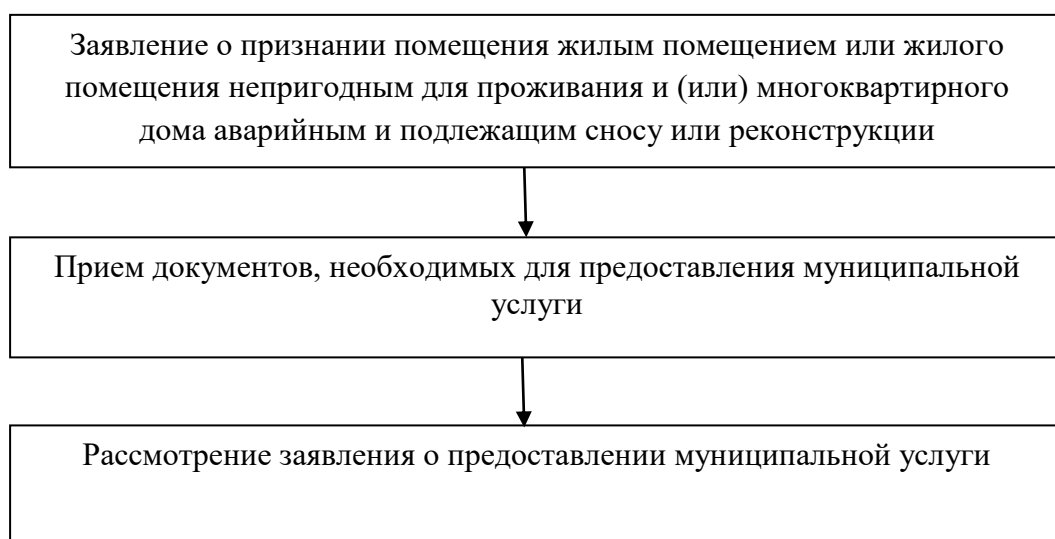 Заявление о признании помещения жилым помещением или жилого
помещения непригодным для проживания и (или) многоквартирного
дома аварийным и подлежащим сносу или реконструкции
Прием документов, необходимых для предоставления муниципальной
услуги
Рассмотрение заявления о предоставлении муниципальной услуги